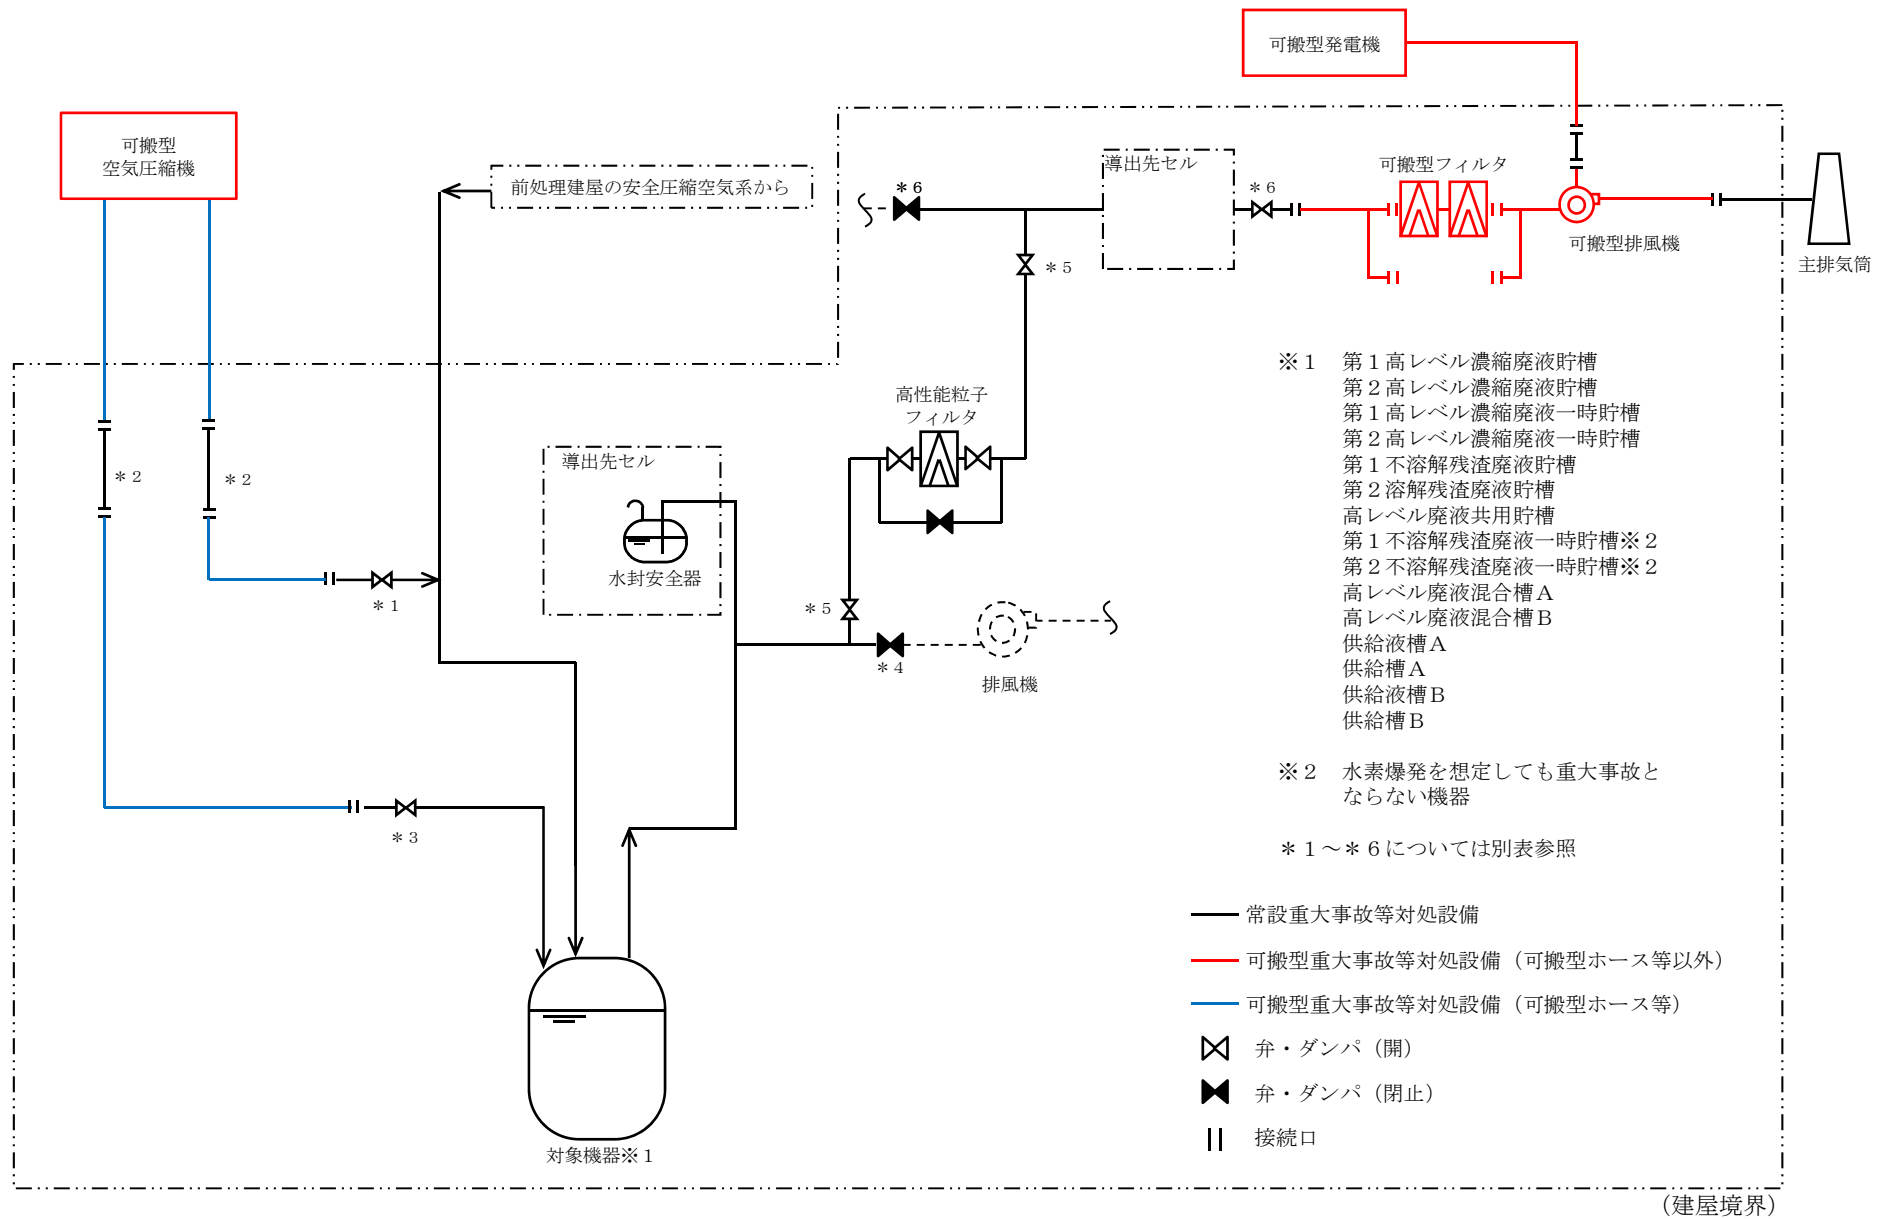 可搬型発電機
可搬型
空気圧縮機
前処理建屋の安全圧縮空気系から
＊６
導出先セル
＊６
可搬型フィルタ
可搬型排風機
主排気筒
＊５
高性能粒子
フィルタ
＊２
＊２
導出先セル
水封安全器
＊１
＊５
＊４
排風機
＊３
対象機器※１
※１　第１高レベル濃縮廃液貯槽
第２高レベル濃縮廃液貯槽
第１高レベル濃縮廃液一時貯槽
第２高レベル濃縮廃液一時貯槽
第１不溶解残渣廃液貯槽
第２溶解残渣廃液貯槽
高レベル廃液共用貯槽
第１不溶解残渣廃液一時貯槽※２
第２不溶解残渣廃液一時貯槽※２
高レベル廃液混合槽Ａ
高レベル廃液混合槽Ｂ
供給液槽Ａ
供給槽Ａ
供給液槽Ｂ
供給槽Ｂ
※２　水素爆発を想定しても重大事故と
ならない機器
＊１～＊６については別表参照
常設重大事故等対処設備
可搬型重大事故等対処設備（可搬型ホース等以外）
可搬型重大事故等対処設備（可搬型ホース等）
弁・ダンパ（開）
弁・ダンパ（閉止）
接続口
（建屋境界）